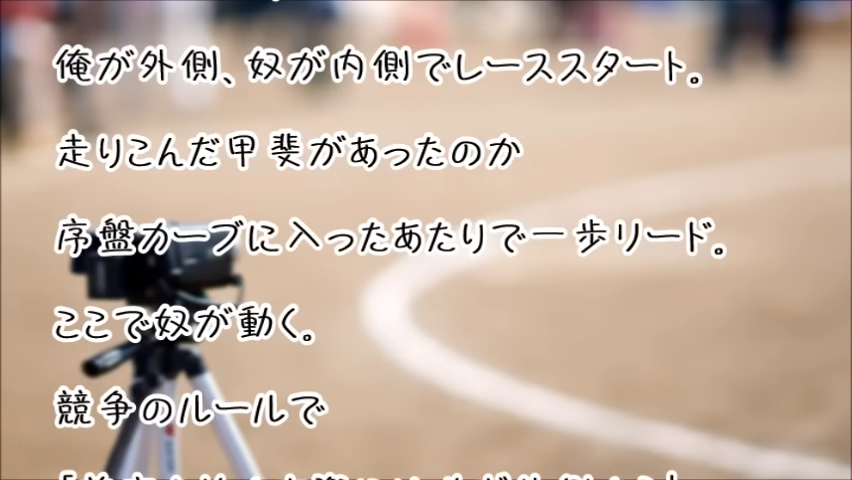 俺が外側、奴が内側でレーススタート。
走りこんだ甲斐があったのか
序盤カーブに入ったあたりで一歩リード。
ここで奴が動く。
競争のルールで